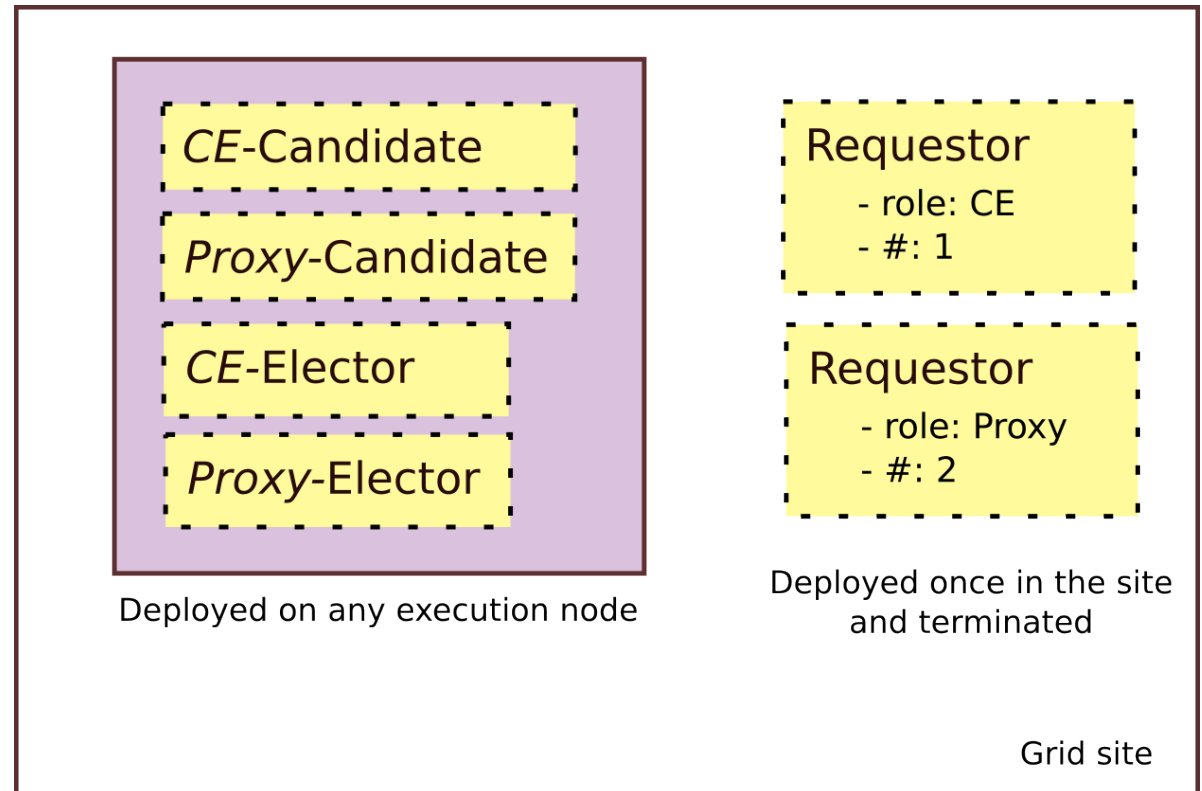 CE-Candidate
Proxy-Candidate
CE-Elector
Proxy-Elector
Deployed on any execution node
Requestor
- role: CE
- #: 1
Requestor
- role: Proxy
- #: 2
Deployed once in the site
and terminated
Grid site